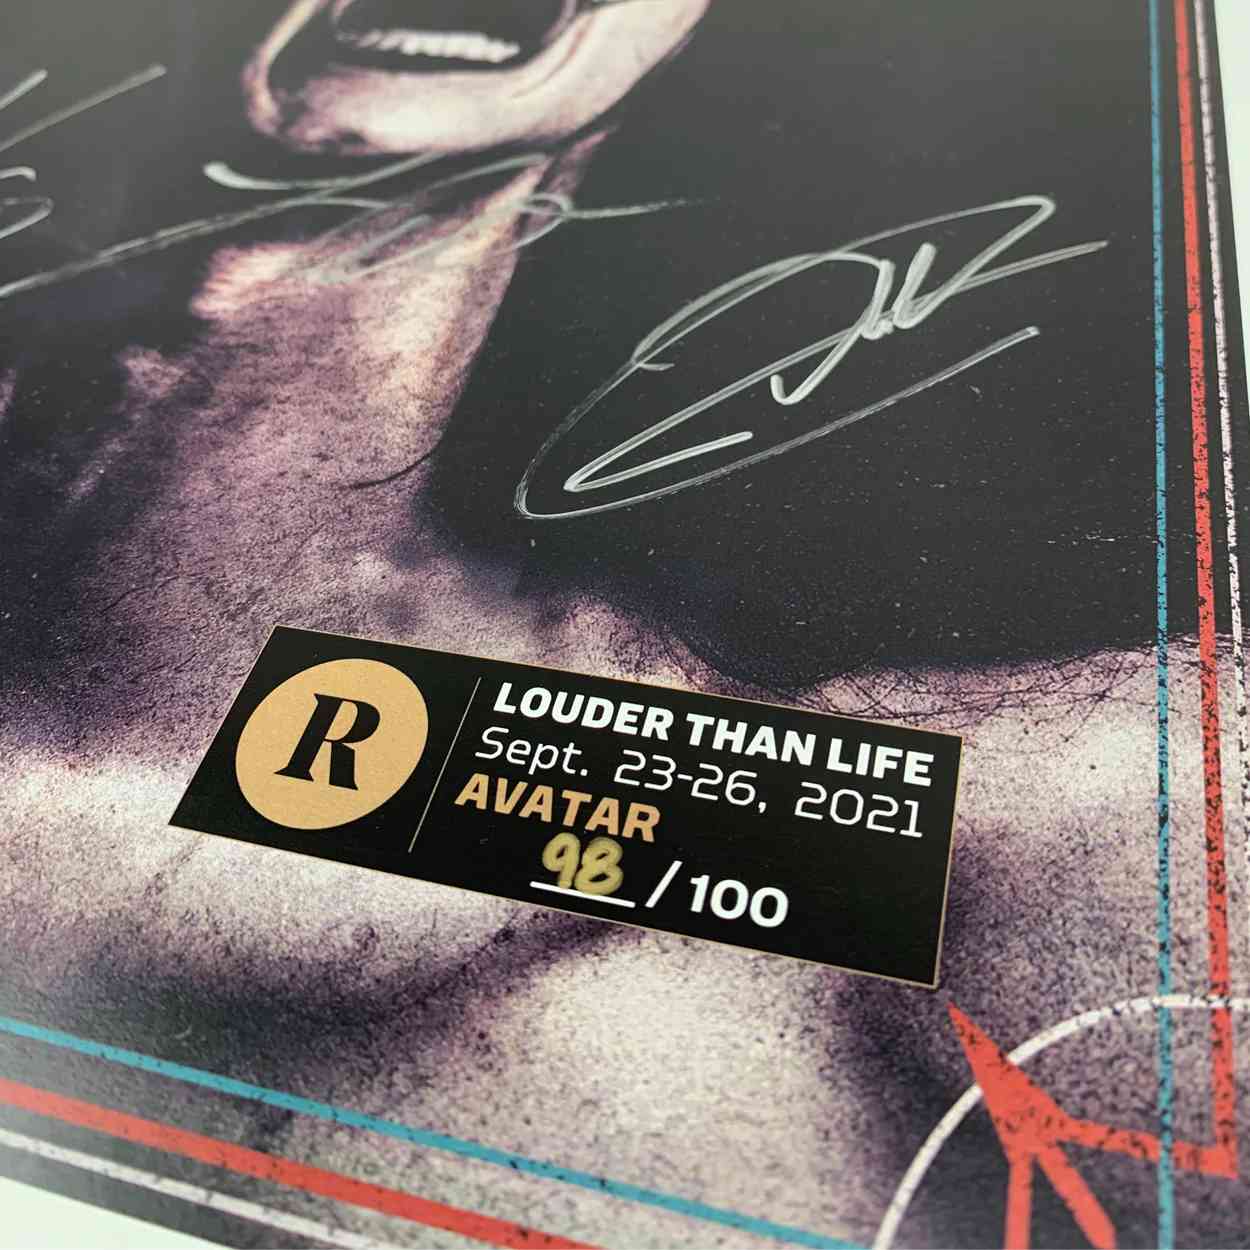 R
LOUDER THAN LIFE
Sept. 23-26, 2021
AVATAR
98 / 100